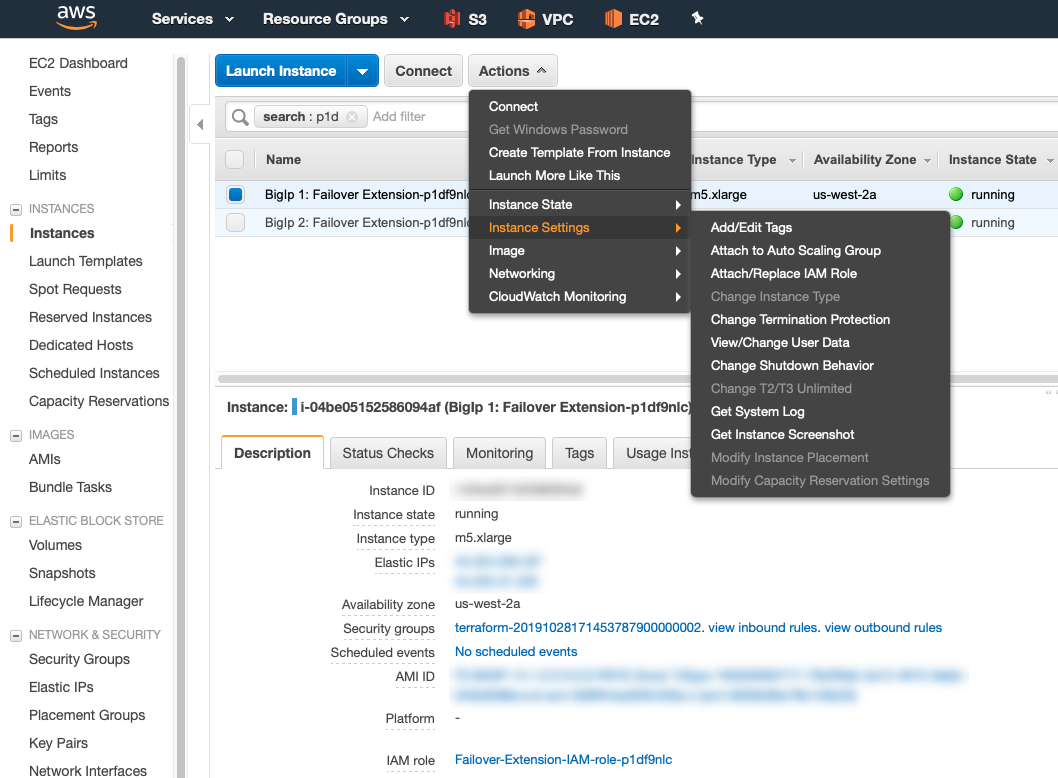 aws Services Resource Groups S3 VPC EC2
EC2 Dashboard
Events
Tags
Reports
Limits
INSTANCES
Instances
Launch Templates
Spot Requests
Reserved Instances
Dedicated Hosts
Scheduled Instances
Capacity Reservations
IMAGES
AMIs
Bundle Tasks
ELASTIC BLOCK STORE
Volumes
Snapshots
Lifecycle Manager
NETWORK & SECURITY
Security Groups
Elastic IPs
Placement Groups
Key Pairs
Network Interfaces
Launch Instance Connect Actions
search : p1d Add filter
Name Instance Type Availability Zone Instance State
BigIp 1: Failover Extension-p1df9nlc m5.xlarge us-west-2a running
BigIp 2: Failover Extension-p1df9nlc running
Connect
Get Windows Password
Create Template From Instance
Launch More Like This
Instance State
Instance Settings
Image
Networking
CloudWatch Monitoring
Add/Edit Tags
Attach to Auto Scaling Group
Attach/Replace IAM Role
Change Instance Type
Change Termination Protection
View/Change User Data
Change Shutdown Behavior
Change T2/T3 Unlimited
Get System Log
Get Instance Screenshot
Modify Instance Placement
Modify Capacity Reservation Settings
Instance: i-04be05152586094af (BigIp 1: Failover Extension-p1df9nlc)
Description Status Checks Monitoring Tags Usage Inst
Instance ID
Instance state running
Instance type m5.xlarge
Elastic IPs
Availability zone us-west-2a
Security groups terraform-20191028171453787900000002. view inbound rules. view outbound rules
Scheduled events No scheduled events
AMI ID
Platform -
IAM role Failover-Extension-IAM-role-p1df9nlc